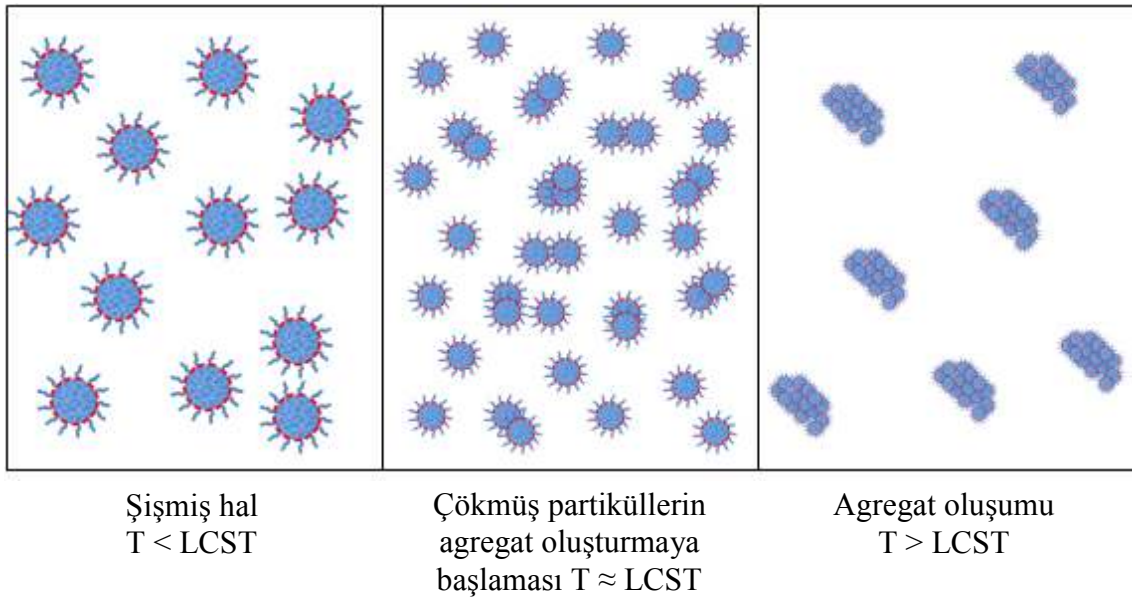 Şişmiş hal
T < LCST
Çökmüş partiküllerin
agregat oluşturmaya
başlaması T ≈ LCST
Agregat oluşumu
T > LCST